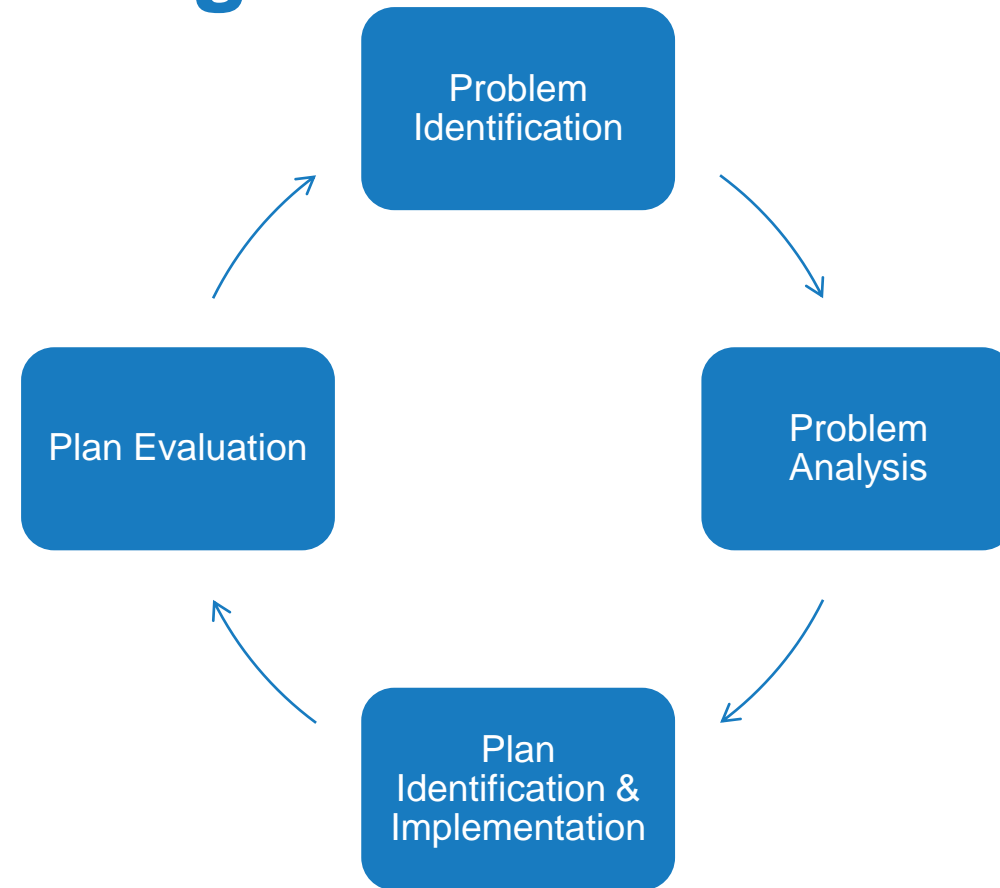 Problem
Identification
Problem
Analysis
Plan
Identification &
Implementation
Plan Evaluation